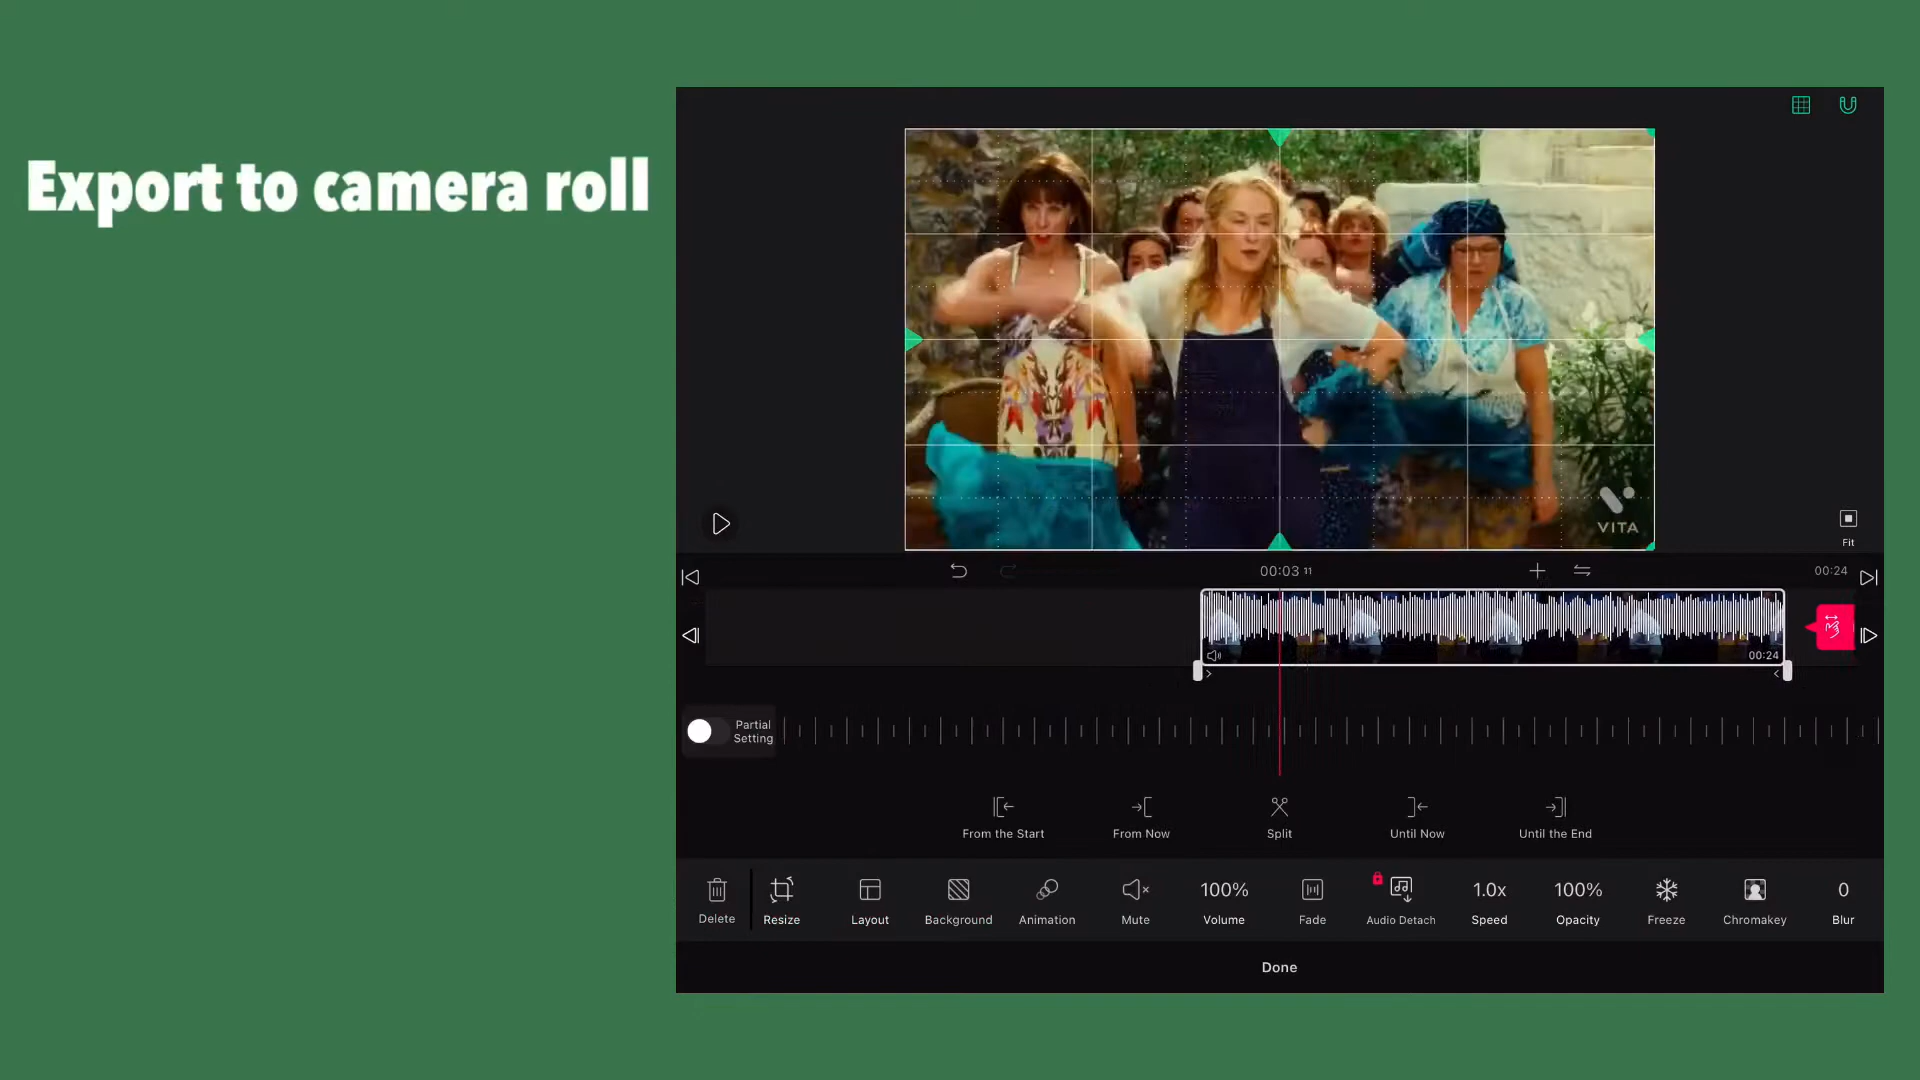 Export to camera roll
VITA
Fit
00:03 11
00:24
00:24
Partial
Setting
From the Start
From Now
Split
Until Now
Until the End
Delete
Resize
Layout
Background
Animation
Mute
100%
Volume
Fade
Audio Detach
1.0x
Speed
100%
Opacity
Freeze
Chromakey
0
Blur
Done